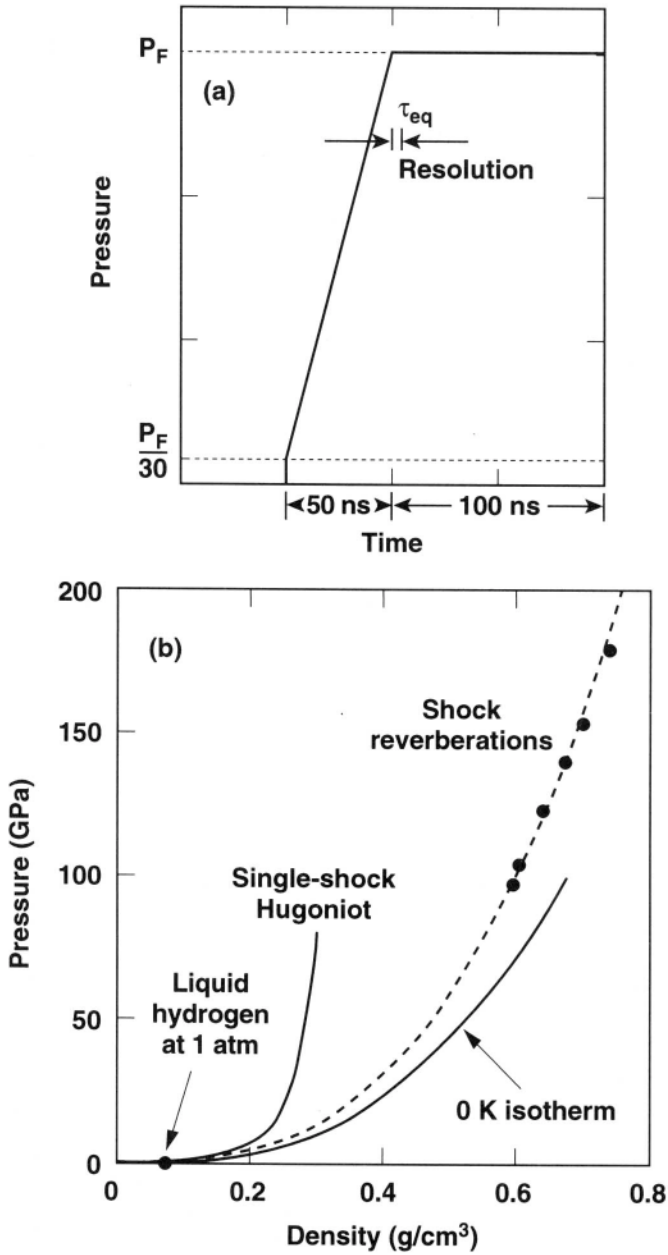 P_F
(a)
τ_eq
Resolution
Pressure
P_F
30
50 ns
100 ns
Time
200
(b)
Shock
reverberations
150
Pressure (GPa)
100
Single-shock
Hugoniot
Liquid
hydrogen
at 1 atm
50
0 K isotherm
0
0
0.2
0.4
0.6
0.8
Density (g/cm³)